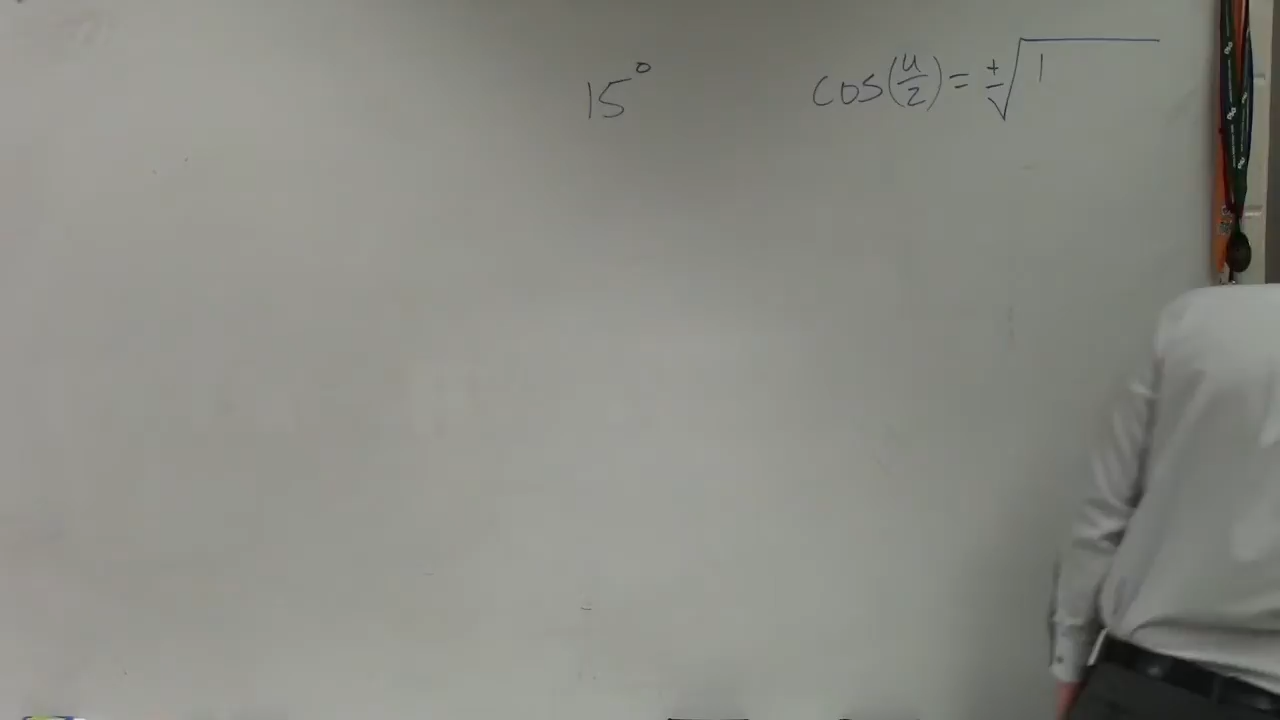 15°
cos(u/2) = ±√1